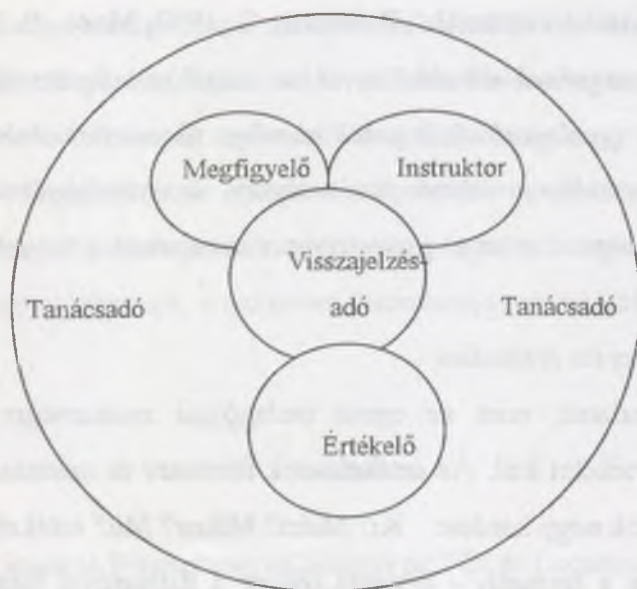 Megfigyelő Instruktor
Visszajelzés-
Tanácsadó adó Tanácsadó
Értékelő